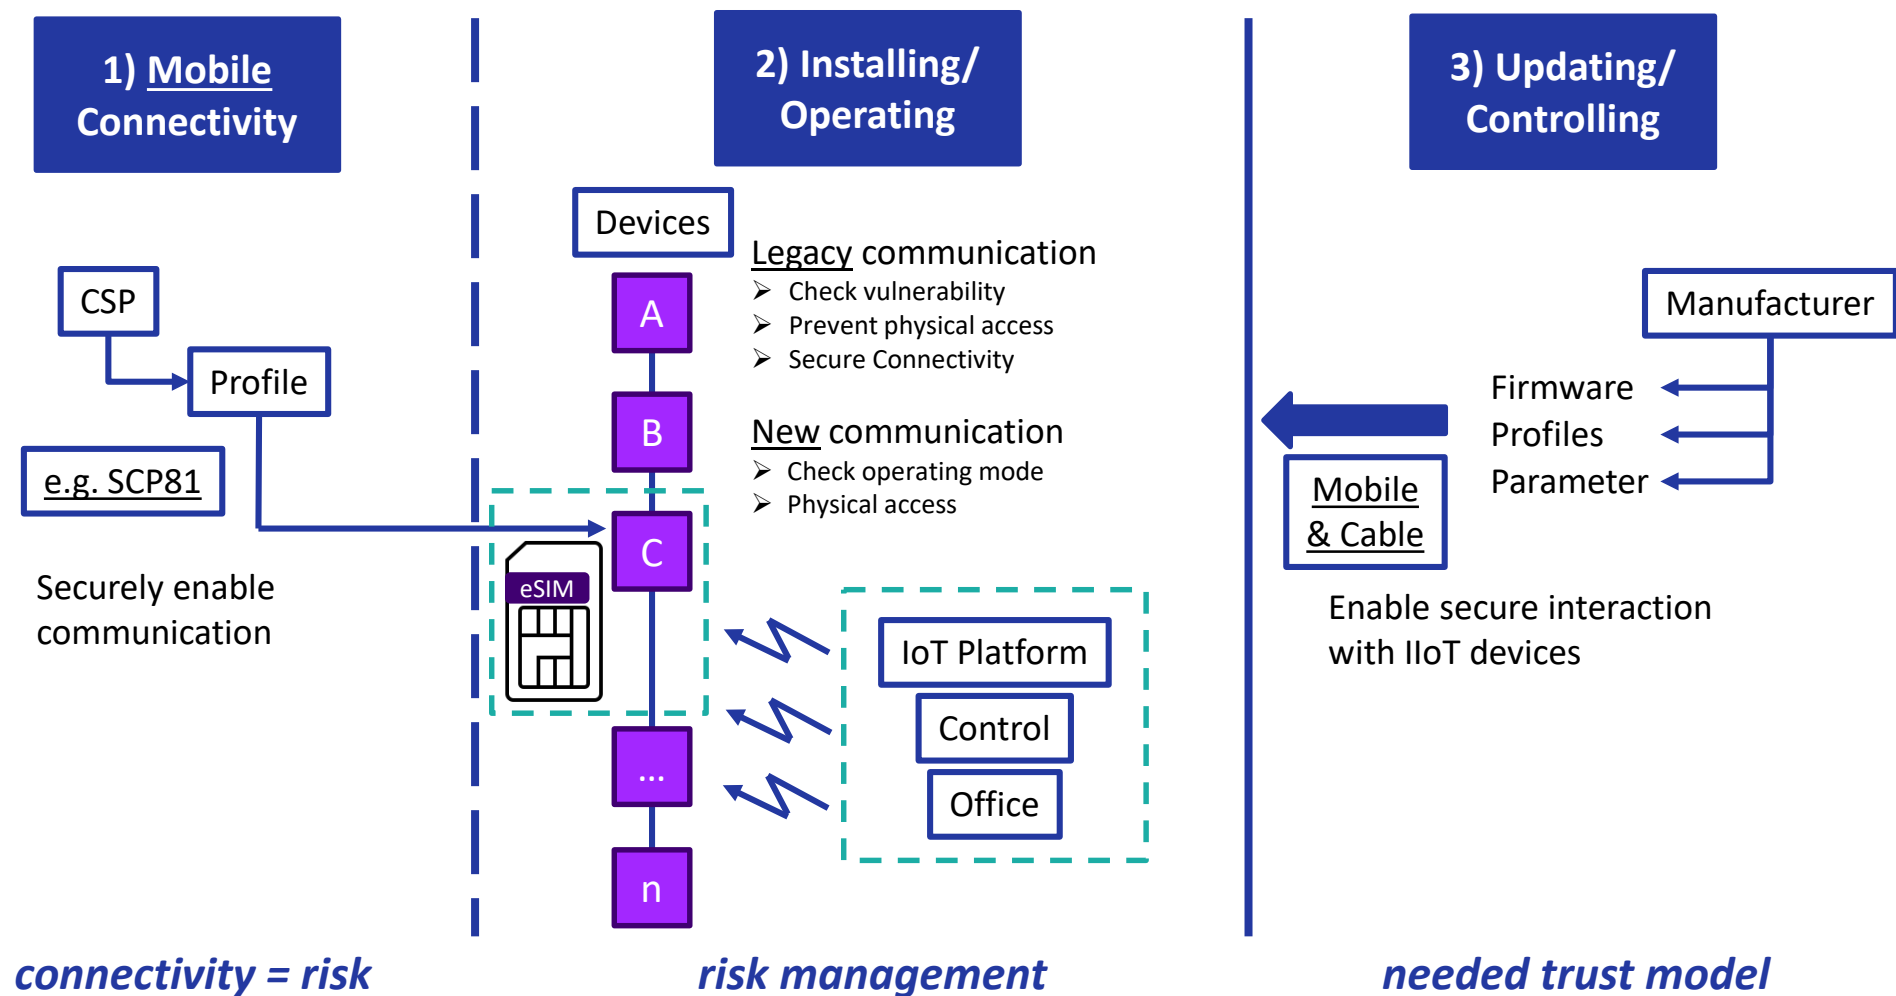 1) Mobile
Connectivity
CSP
Profile
e.g. SCP81
Securely enable
communication
connectivity = risk
2) Installing/
Operating
Devices
A
B
C
...
n
eSIM
Legacy communication
➢ Check vulnerability
➢ Prevent physical access
➢ Secure Connectivity
New communication
➢ Check operating mode
➢ Physical access
IoT Platform
Control
Office
risk management
3) Updating/
Controlling
Manufacturer
Firmware
Profiles
Parameter
Mobile
& Cable
Enable secure interaction
with IIoT devices
needed trust model